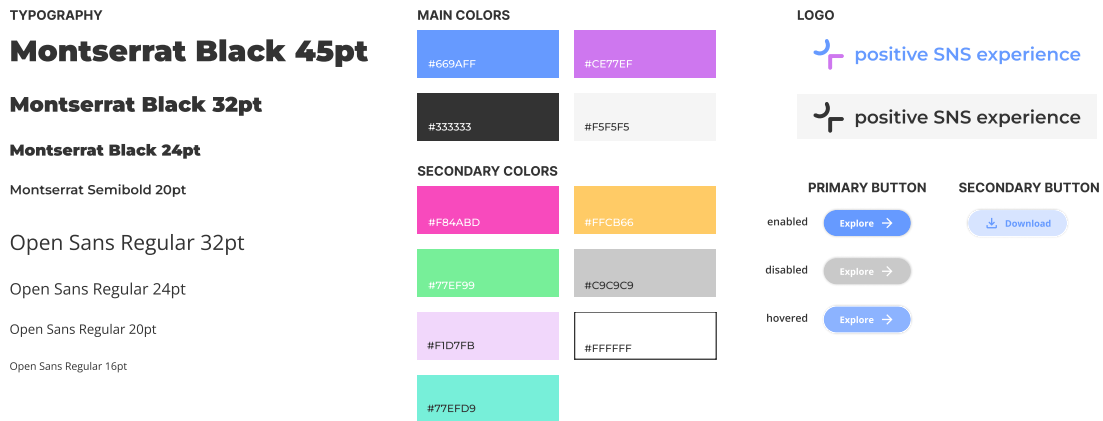 TYPOGRAPHY
Montserrat Black 45pt
Montserrat Black 32pt
Montserrat Black 24pt
Montserrat Semibold 20pt
Open Sans Regular 32pt
Open Sans Regular 24pt
Open Sans Regular 20pt
Open Sans Regular 16pt
MAIN COLORS
#669AFF
#CE77EF
#333333
#F5F5F5
SECONDARY COLORS
#F84ABD
#FFCB66
#77EF99
#C9C9C9
#F1D7FB
#FFFFFF
#77EFD9
LOGO
positive SNS experience
positive SNS experience
PRIMARY BUTTON
SECONDARY BUTTON
enabled
Explore
Download
disabled
Explore
hovered
Explore